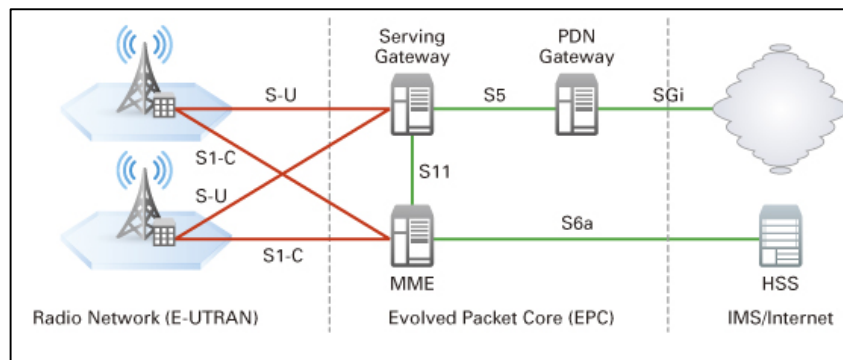 Serving
Gateway
PDN
Gateway
S-U
S5
SGi
S1-C
S11
S-U
S6a
S1-C
MME
HSS
Radio Network (E-UTRAN)
Evolved Packet Core (EPC)
IMS/Internet